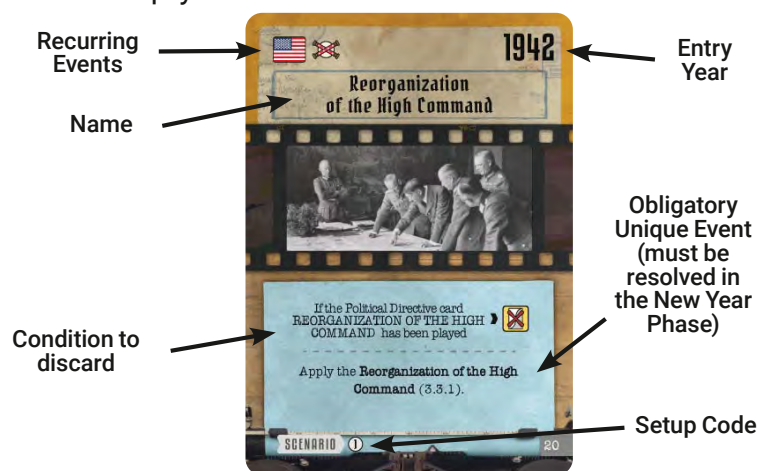 Recurring
Events
1942
Entry
Year
Reorganization
of the High Command
Name
Obligatory
Unique Event
(must be
resolved in
the New Year
Phase)
If the Political Directive card
REORGANIZATION OF THE HIGH
COMMAND has been played
Condition to
discard
Apply the Reorganization of the High
Command (3.3.1).
SCENARIO 1
20
Setup Code